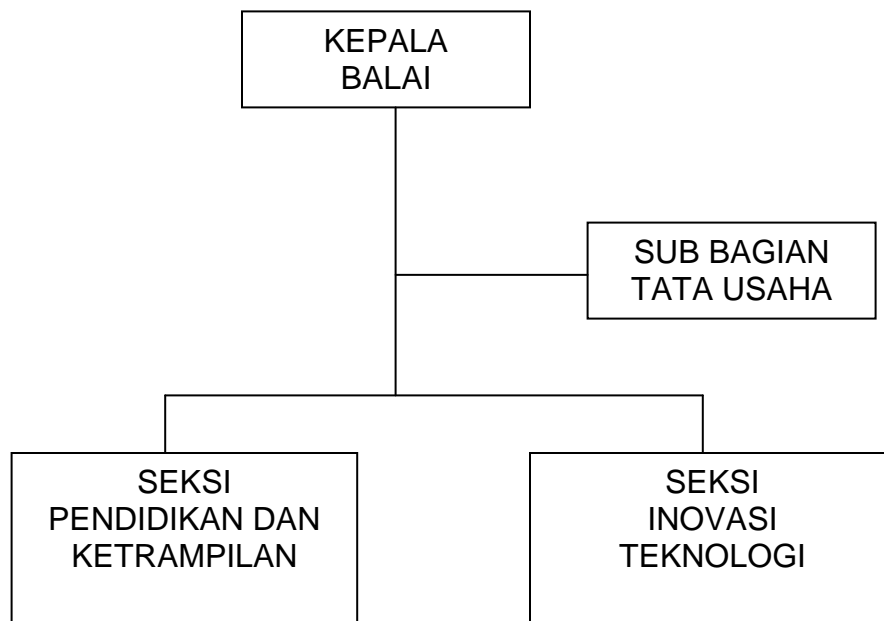 KEPALA
BALAI
SUB BAGIAN
TATA USAHA
SEKSI
PENDIDIKAN DAN
KETRAMPILAN
SEKSI
INOVASI
TEKNOLOGI